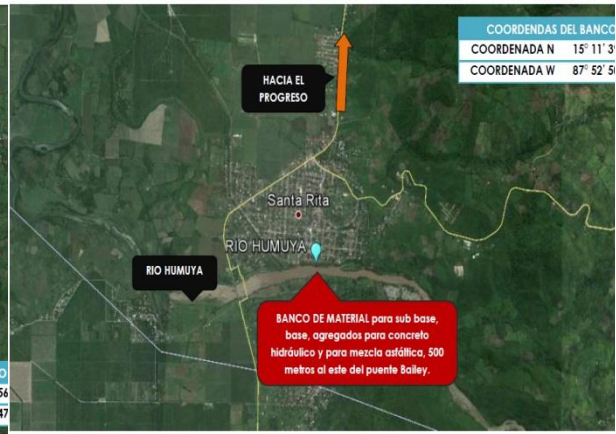 COORDENDAS DEL BANCO
COORDENADA N 15° 11' 3
COORDENADA W 87° 52' 5
HACIA EL
PROGRESO
Santa Rita
RIO HUMUYA
RIO HUMUYA
BANCO DE MATERIAL para sub base,
base, agregados para concreto
hidráulico y para mezcla asfáltica, 500
metros al este del puente Bailey.
O
56
47